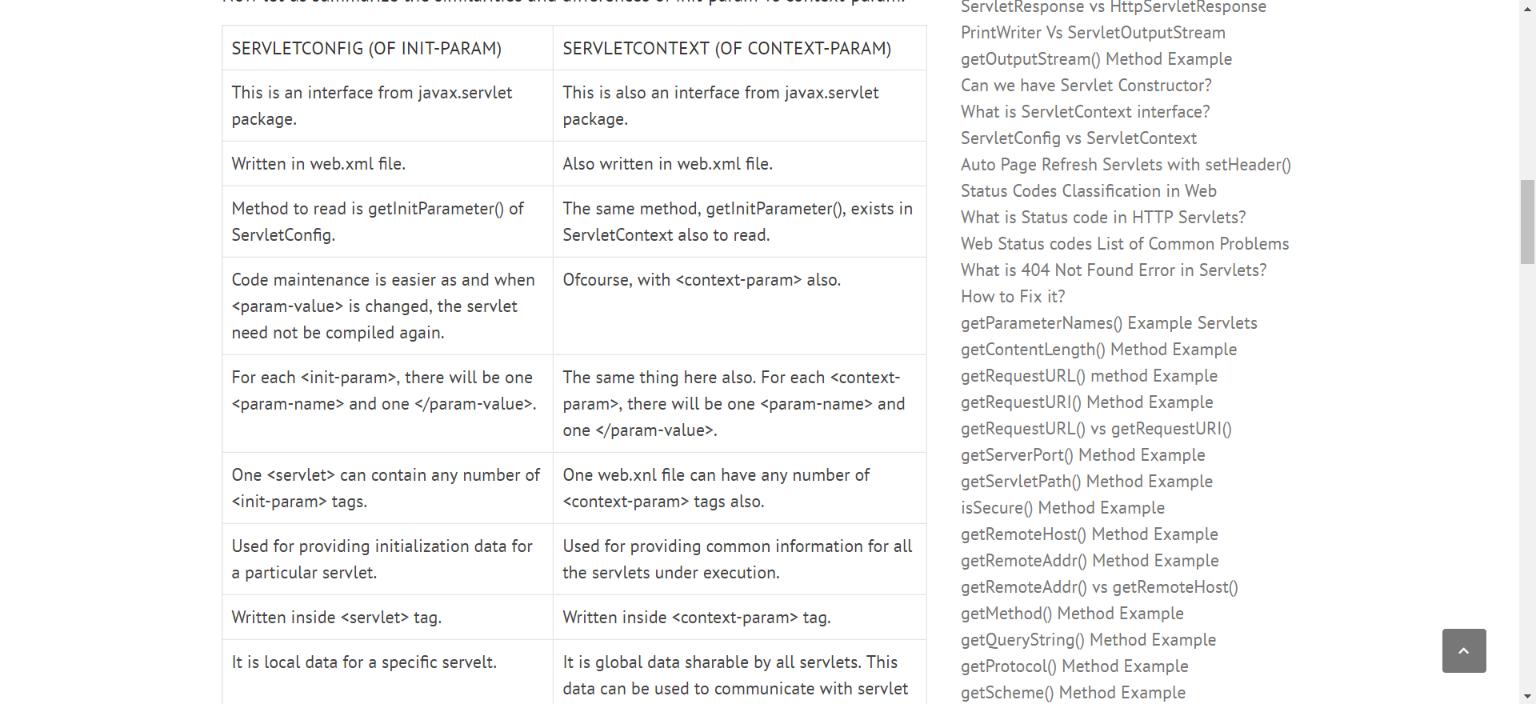 Now let us summarize the similarities and differences of init-param vs context-param.
SERVLETCONFIG (OF INIT-PARAM)
SERVLETCONTEXT (OF CONTEXT-PARAM)
This is an interface from javax.servlet
package.
This is also an interface from javax.servlet
package.
Written in web.xml file.
Also written in web.xml file.
Method to read is getInitParameter() of
ServletConfig.
The same method, getInitParameter(), exists in
ServletContext also to read.
Code maintenance is easier as and when
<param-value> is changed, the servlet
need not be compiled again.
Ofcourse, with <context-param> also.
For each <init-param>, there will be one
<param-name> and one </param-value>.
The same thing here also. For each <context-
param>, there will be one <param-name> and
one </param-value>.
One <servlet> can contain any number of
<init-param> tags.
One web.xnl file can have any number of
<context-param> tags also.
Used for providing initialization data for
a particular servlet.
Used for providing common information for all
the servlets under execution.
Written inside <servlet> tag.
Written inside <context-param> tag.
It is local data for a specific servelt.
It is global data sharable by all servlets. This
data can be used to communicate with servlet
ServletResponse vs HttpServletResponse
PrintWriter Vs ServletOutputStream
getOutputStream() Method Example
Can we have Servlet Constructor?
What is ServletContext interface?
ServletConfig vs ServletContext
Auto Page Refresh Servlets with setHeader()
Status Codes Classification in Web
What is Status code in HTTP Servlets?
Web Status codes List of Common Problems
What is 404 Not Found Error in Servlets?
How to Fix it?
getParameterNames() Example Servlets
getContentLength() Method Example
getRequestURL() method Example
getRequestURI() Method Example
getRequestURL() vs getRequestURI()
getServerPort() Method Example
getServletPath() Method Example
isSecure() Method Example
getRemoteHost() Method Example
getRemoteAddr() Method Example
getRemoteAddr() vs getRemoteHost()
getMethod() Method Example
getQueryString() Method Example
getProtocol() Method Example
getScheme() Method Example